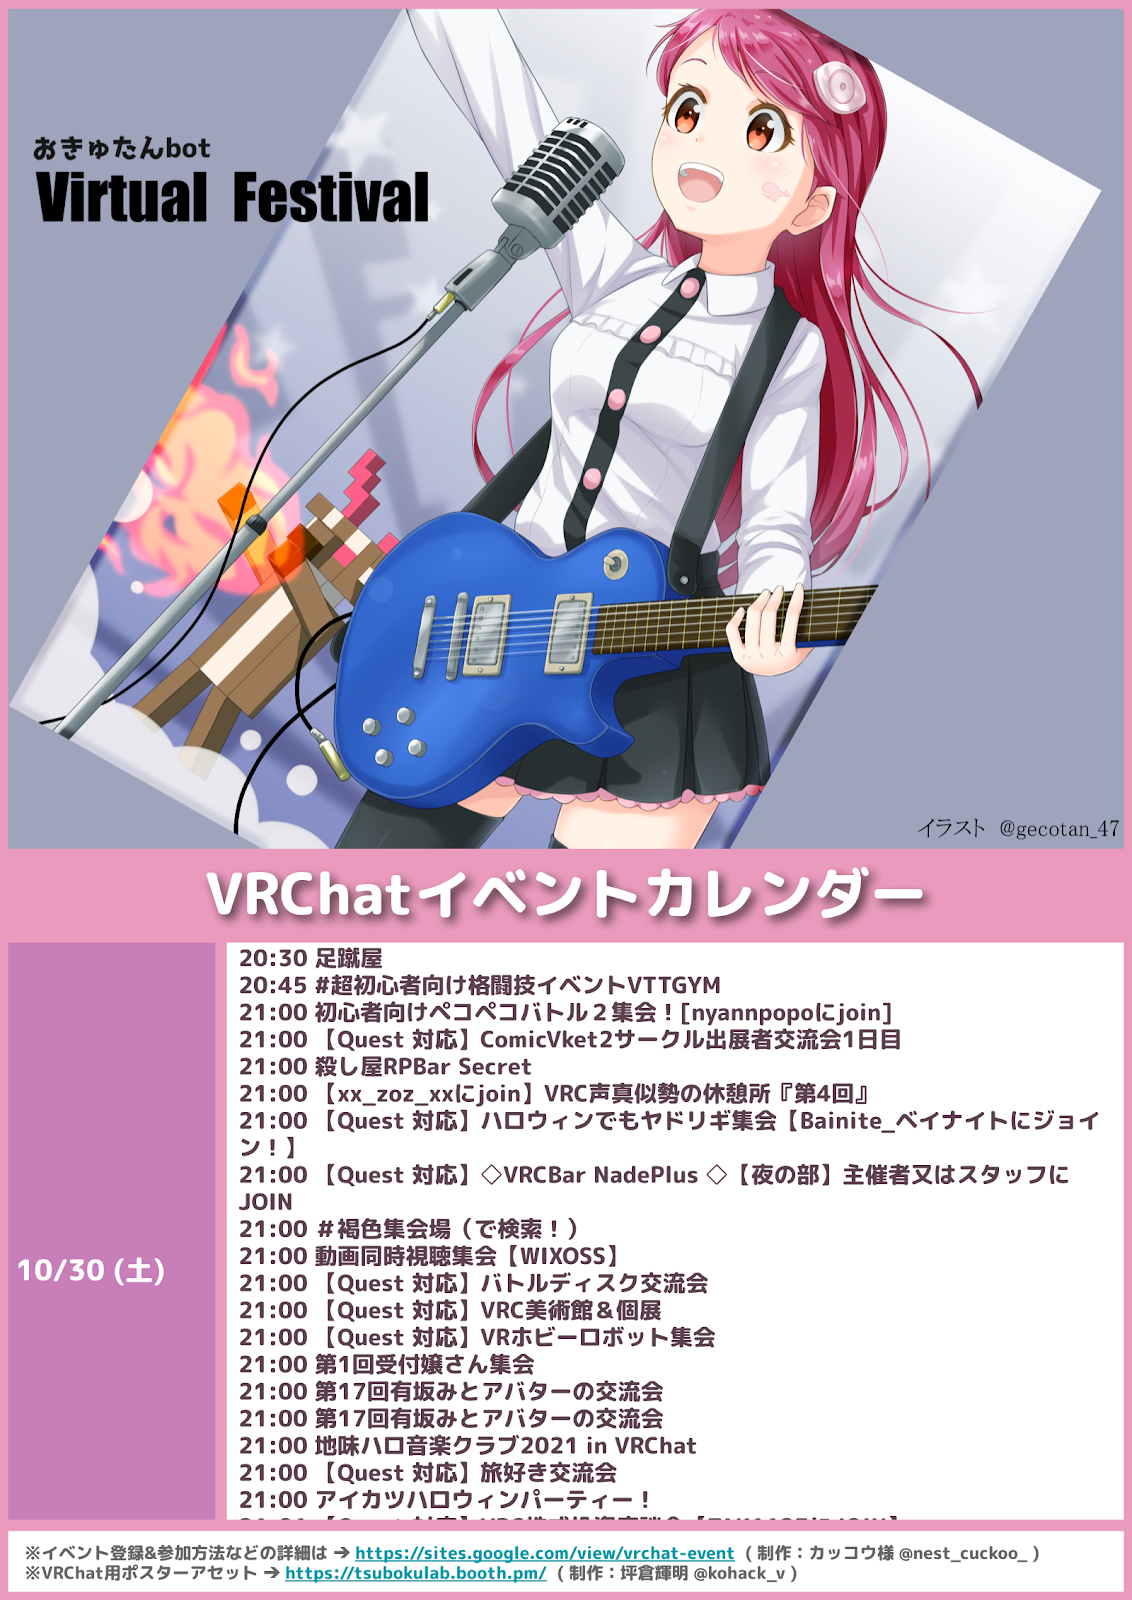 おきゅたんbot
Virtual Festival
イラスト @gecotan_47
VRChatイベントカレンダー
10/30 (土)
20:30 足蹴屋
20:45 #超初心者向け格闘技イベントVTTGYM
21:00 初心者向けペコペコバトル２集会！[nyannpopoにjoin]
21:00 【Quest 対応】ComicVket2サークル出展者交流会1日目
21:00 殺し屋RPBar Secret
21:00 【xx_zoz_xxにjoin】VRC声真似勢の休憩所『第4回』
21:00 【Quest 対応】ハロウィンでもヤドリギ集会【Bainite_ベイナイトにジョイ
ン！】
21:00 【Quest 対応】◇VRCBar NadePlus ◇【夜の部】主催者又はスタッフに
JOIN
21:00 ＃褐色集会場（で検索！）
21:00 動画同時視聴集会【WIXOSS】
21:00 【Quest 対応】バトルディスク交流会
21:00 【Quest 対応】VRC美術館＆個展
21:00 【Quest 対応】VRホビーロボット集会
21:00 第1回受付嬢さん集会
21:00 第17回有坂みとアバターの交流会
21:00 第17回有坂みとアバターの交流会
21:00 地味ハロ音楽クラブ2021 in VRChat
21:00 【Quest 対応】旅好き交流会
21:00 アイカツハロウィンパーティー！
※イベント登録&参加方法などの詳細は → https://sites.google.com/view/vrchat-event （制作：カッコウ様 @nest_cuckoo_ ）
※VRChat用ポスターアセット → https://tsubokulab.booth.pm/ （制作：坪倉輝明 @kohack_v ）